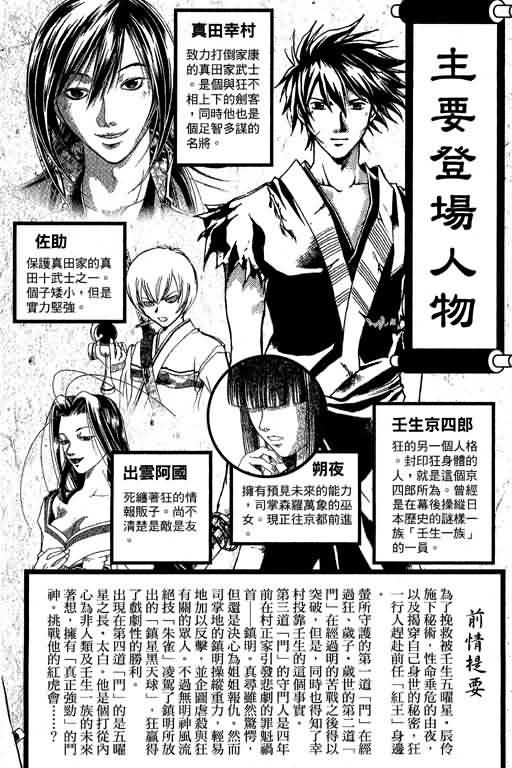 主要登場人物
真田幸村
致力打倒家康
的真田家武士
。是個與狂不
相上下的劍客
，同時他也是
個足智多謀的
名將。
佐助
保護真田家的真
田十武士之一。
個子矮小，但是
實力堅強。
壬生京四郎
狂的另一個人格
。封印狂身體的
人，就是這個京
四郎所為。曾經
是在幕後操縱日
本歷史的謎樣一
族「壬生一族」
的一員。
朔夜
擁有預見未來的能力
，司掌森羅萬象的巫
女。現正往京都前進
。
出雲阿國
死纏著狂的情
報販子。尚不
清楚是敵是友
。
前情提要
為了挽救被壬生五曜星・辰伶
施下秘術，性命垂危的由夜，
以及揭穿自己身世的秘密，狂
一行人趕赴前任「紅王」身邊
。
螢所守護的第一道「門」在經
過狂、歲子・歲世的第二道「
門」在經過明的苦戰之後得以
突破，但是，同時也得知了幸
村投靠壬生的這個事實。
第三道「門」的守門人是四年
前在村正家引發悲劇的罪魁禍
首──鎮明。真尋雖然驚愕，
但還是決心為姐姐報仇。然而
司掌地的鎮明操縱重力，輕易
地加以反擊，並企圖虐殺與狂
有關的眾人。不過無明神風流
絕技「朱雀」凌駕了鎮明所放
出的「鎮星黑天球」，狂贏得
了戲劇性的勝利。
出現在第四道「門」的是五曜
星之長・太白。他是個打從內
心為非人類及壬生一族的未來
著想，擁有「真正強勁」的鬥
神。挑戰他的紅虎會……？